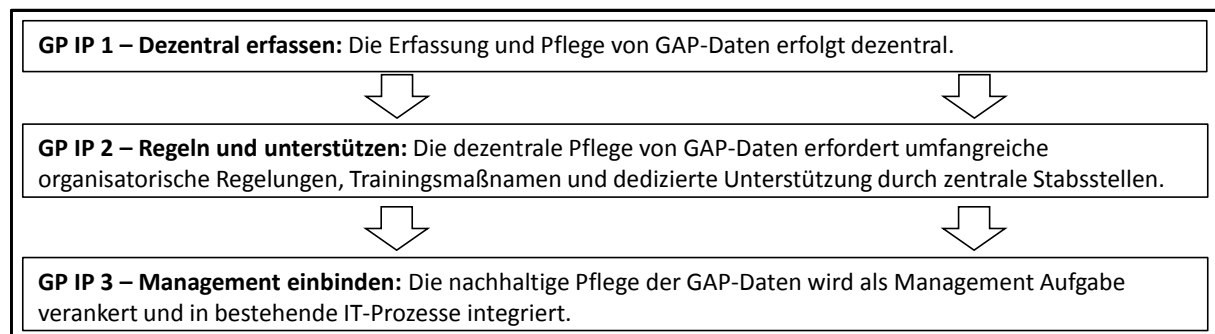 GP IP 1 – Dezentral erfassen: Die Erfassung und Pflege von GAP-Daten erfolgt dezentral.
GP IP 2 – Regeln und unterstützen: Die dezentrale Pflege von GAP-Daten erfordert umfangreiche
organisatorische Regelungen, Trainingsmaßnamen und dedizierte Unterstützung durch zentrale Stabsstellen.
GP IP 3 – Management einbinden: Die nachhaltige Pflege der GAP-Daten wird als Management Aufgabe
verankert und in bestehende IT-Prozesse integriert.